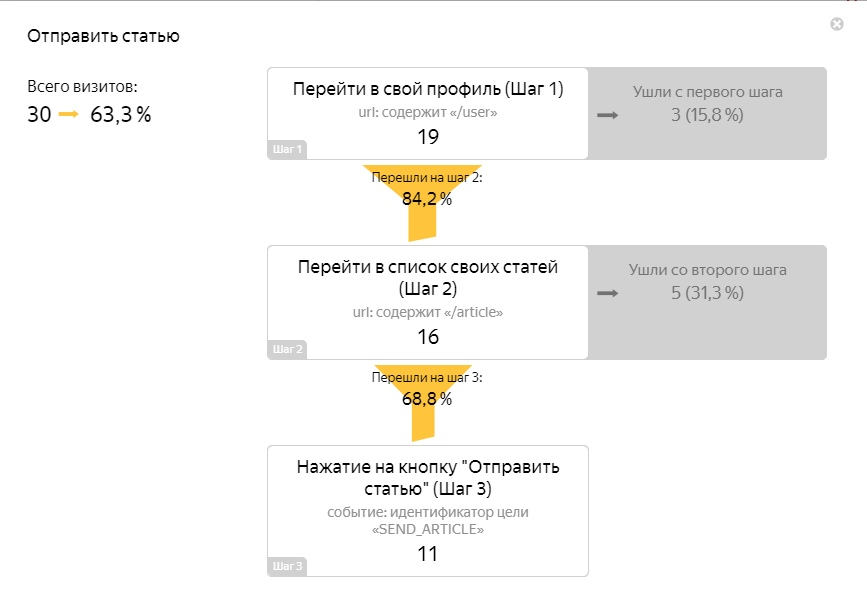 Отправить статью
Всего визитов:
30 63,3 %
Перейти в свой профиль (Шаг 1)
url: содержит «/user»
19
Шаг 1
Ушли с первого шага
3 (15,8 %)
Перешли на шаг 2:
84,2 %
Перейти в список своих статей
(Шаг 2)
url: содержит «/article»
16
Шаг 2
Ушли со второго шага
5 (31,3 %)
Перешли на шаг 3:
68,8 %
Нажатие на кнопку "Отправить
статью" (Шаг 3)
событие: идентификатор цели
«SEND_ARTICLE»
11
Шаг 3